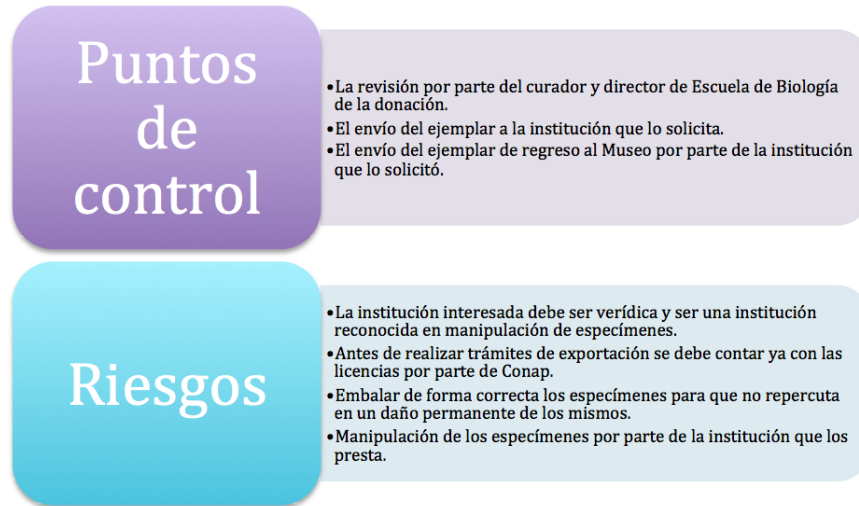 Puntos
de
control
•La revisión por parte del curador y director de Escuela de Biología
de la donación.
•El envío del ejemplar a la institución que lo solicita.
•El envío del ejemplar de regreso al Museo por parte de la institución
que lo solicitó.
Riesgos
•La institución interesada debe ser verídica y ser una institución
reconocida en manipulación de especímenes.
•Antes de realizar trámites de exportación se debe contar ya con las
licencias por parte de Conap.
•Embalar de forma correcta los especímenes para que no repercuta
en un daño permanente de los mismos.
•Manipulación de los especímenes por parte de la institución que los
presta.